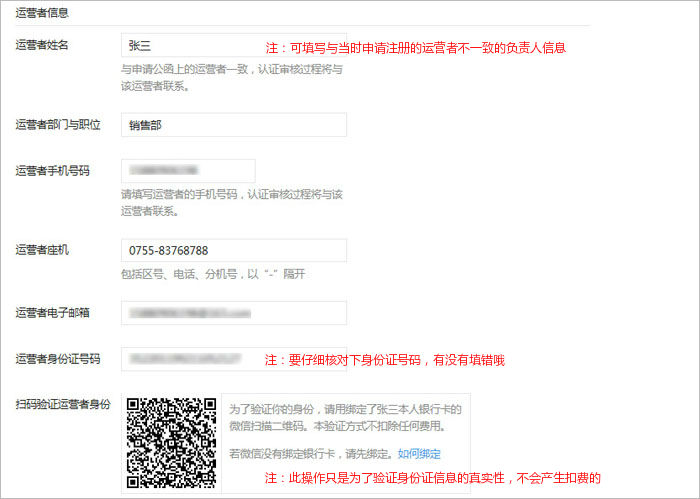 运营者信息
运营者姓名
张三
注：可填写与当时申请注册的运营者不一致的负责人信息
与申请公函上的运营者一致，认证审核过程将与
该运营者联系。
运营者部门与职位
销售部
运营者手机号码
请填写运营者的手机号码，认证审核过程将与该
运营者联系。
运营者座机
0755-83768788
包括区号、电话、分机号，以“-”隔开
运营者电子邮箱
运营者身份证号码
注：要仔细核对下身份证号码，有没有填错哦
扫码验证运营者身份
为了验证你的身份，请用绑定了张三本人银行卡的
微信扫描二维码。本验证方式不扣除任何费用。
若微信没有绑定银行卡，请先绑定。如何绑定
注：此操作只是为了验证身份证信息的真实性，不会产生扣费的